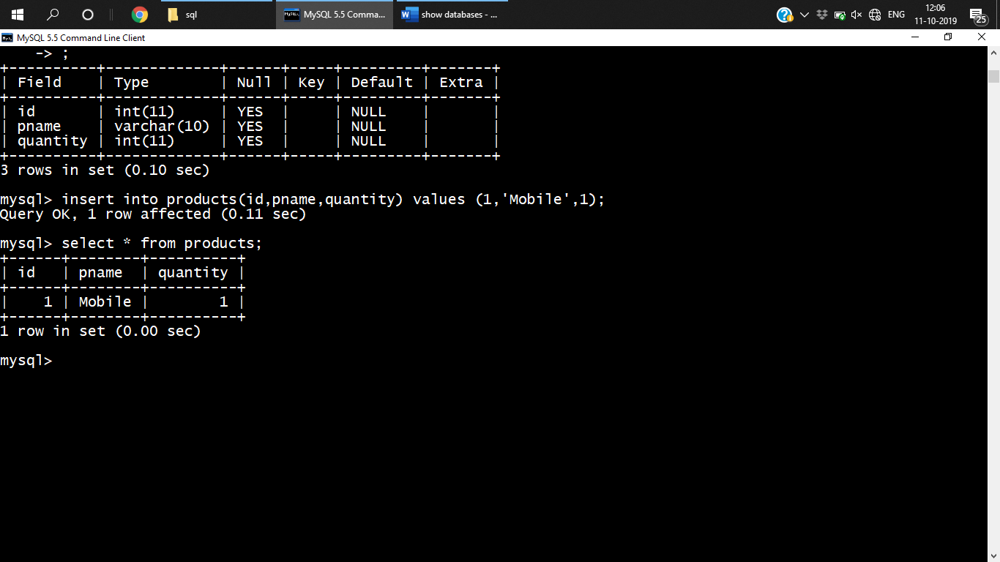 sql
MySQL 5.5 Comma...
show databases - ...
ENG
12:06
11-10-2019
25
MySQL 5.5 Command Line Client
    -> ;
+----------+-------------+------+-----+---------+-------+
| Field    | Type        | Null | Key | Default | Extra |
+----------+-------------+------+-----+---------+-------+
| id       | int(11)     | YES  |     | NULL    |       |
| pname    | varchar(10) | YES  |     | NULL    |       |
| quantity | int(11)     | YES  |     | NULL    |       |
+----------+-------------+------+-----+---------+-------+
3 rows in set (0.10 sec)
mysql> insert into products(id,pname,quantity) values (1,'Mobile',1);
Query OK, 1 row affected (0.11 sec)
mysql> select * from products;
+------+--------+----------+
| id   | pname  | quantity |
+------+--------+----------+
|    1 | Mobile |        1 |
+------+--------+----------+
1 row in set (0.00 sec)
mysql>